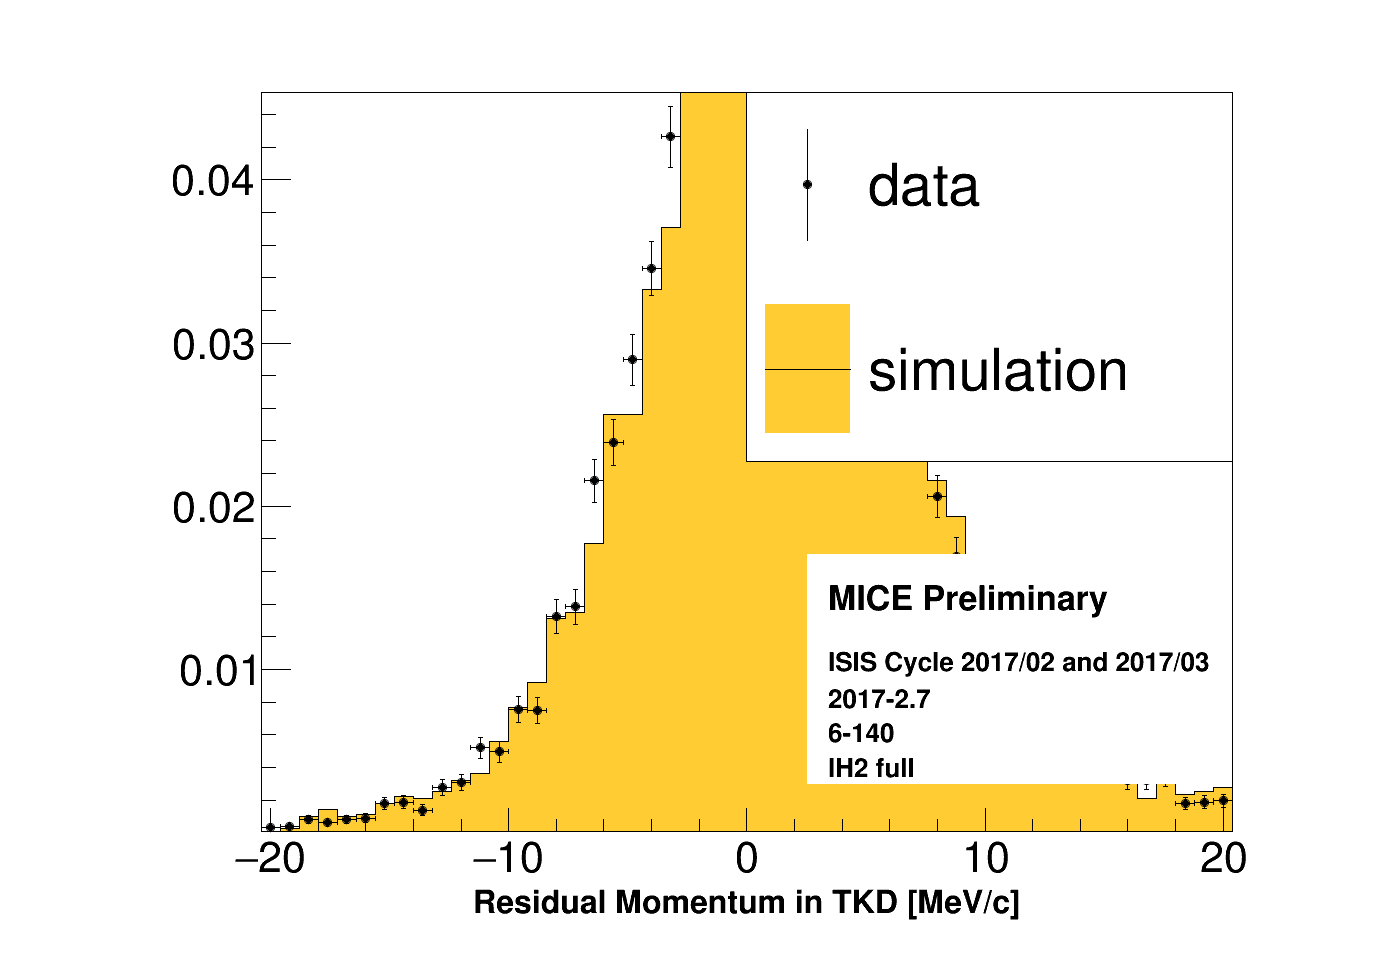 0.04
data
0.03
simulation
0.02
MICE Preliminary
0.01
ISIS Cycle 2017/02 and 2017/03
2017-2.7
6-140
IH2 full
−20 −10 0 10 20
Residual Momentum in TKD [MeV/c]